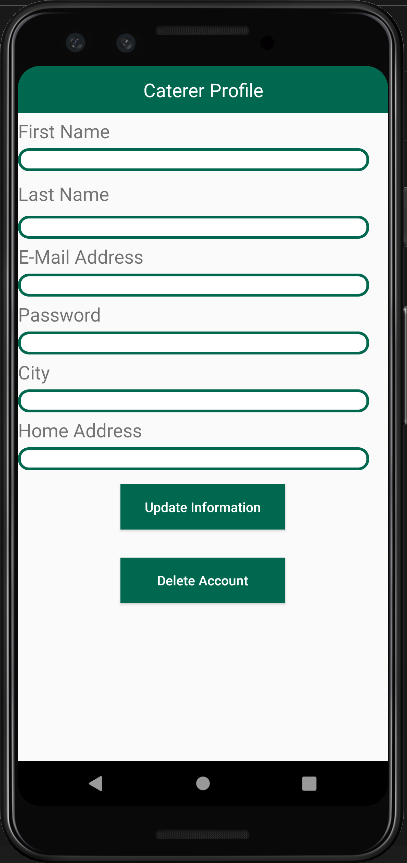 Caterer Profile
First Name
Last Name
E-Mail Address
Password
City
Home Address
Update Information
Delete Account